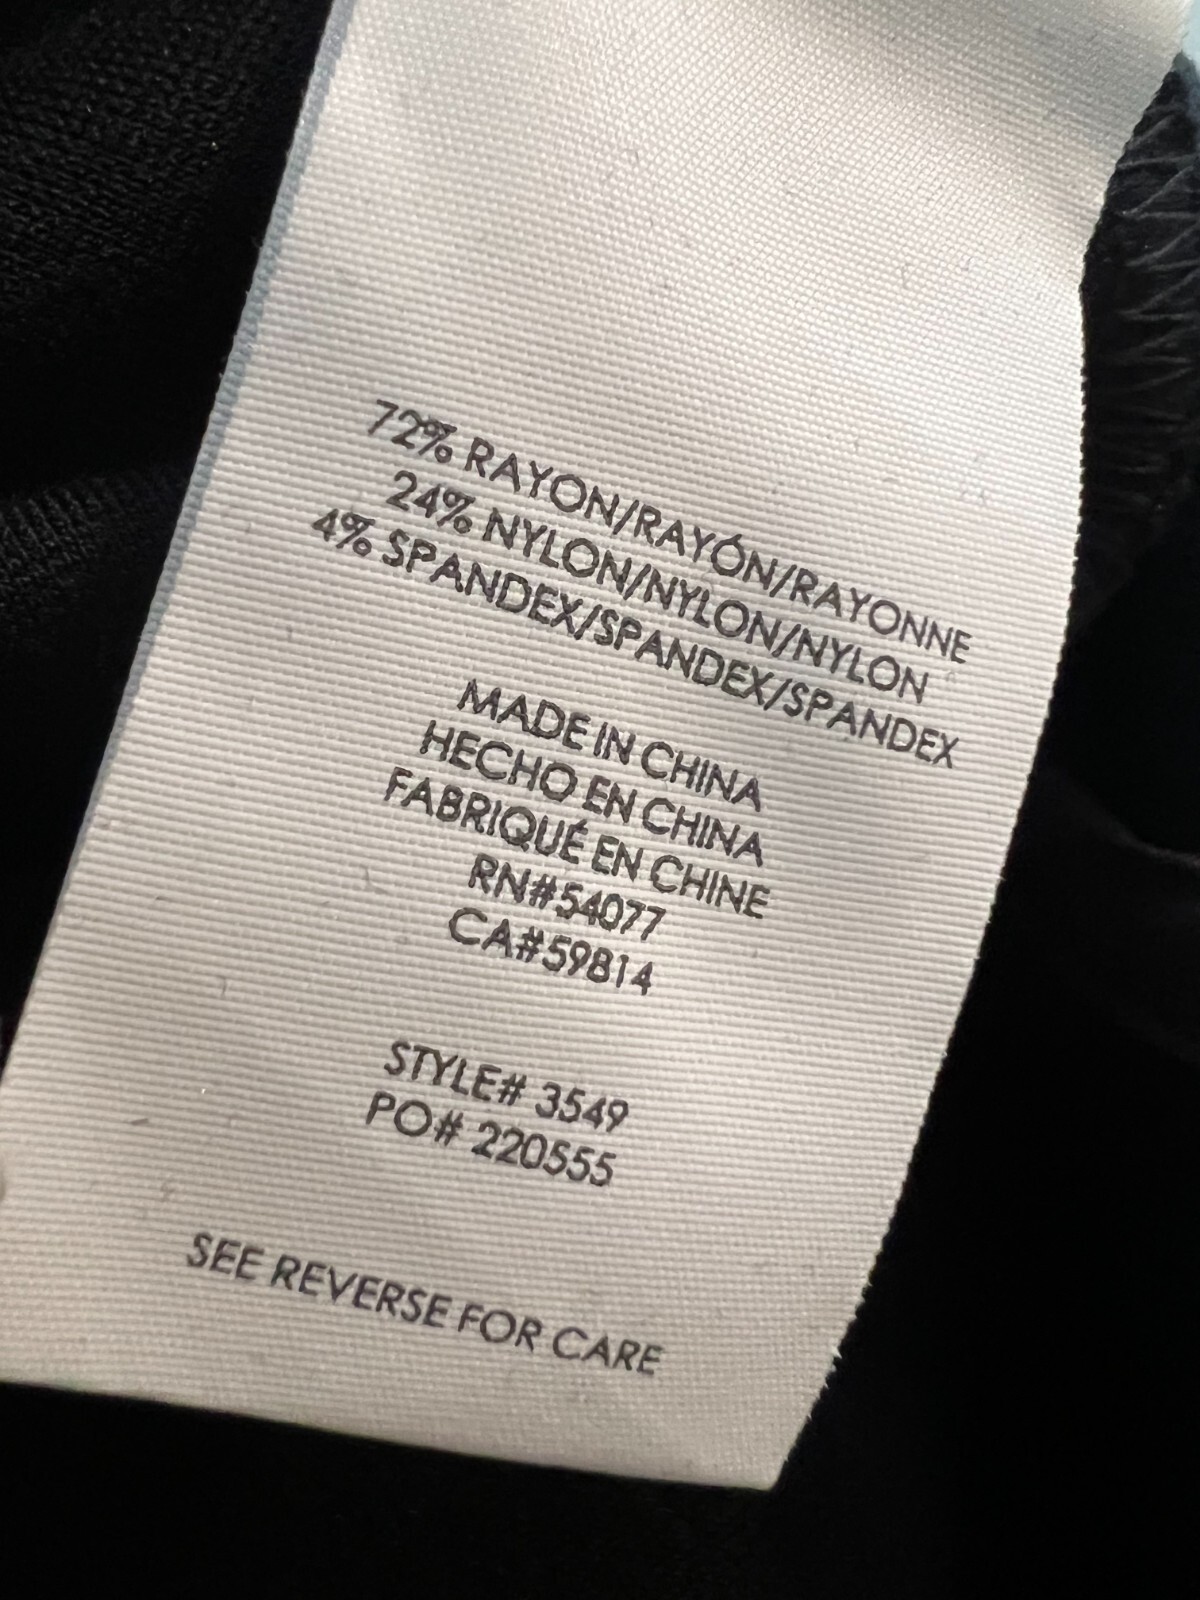 72% RAYON/RAYÓN/RAYONNE
24% NYLON/NYLON/NYLON
4% SPANDEX/SPANDEX/SPANDEX
MADE IN CHINA
HECHO EN CHINA
FABRIQUÉ EN CHINE
RN#54077
CA#59814
STYLE# 3549
PO# 220555
SEE REVERSE FOR CARE